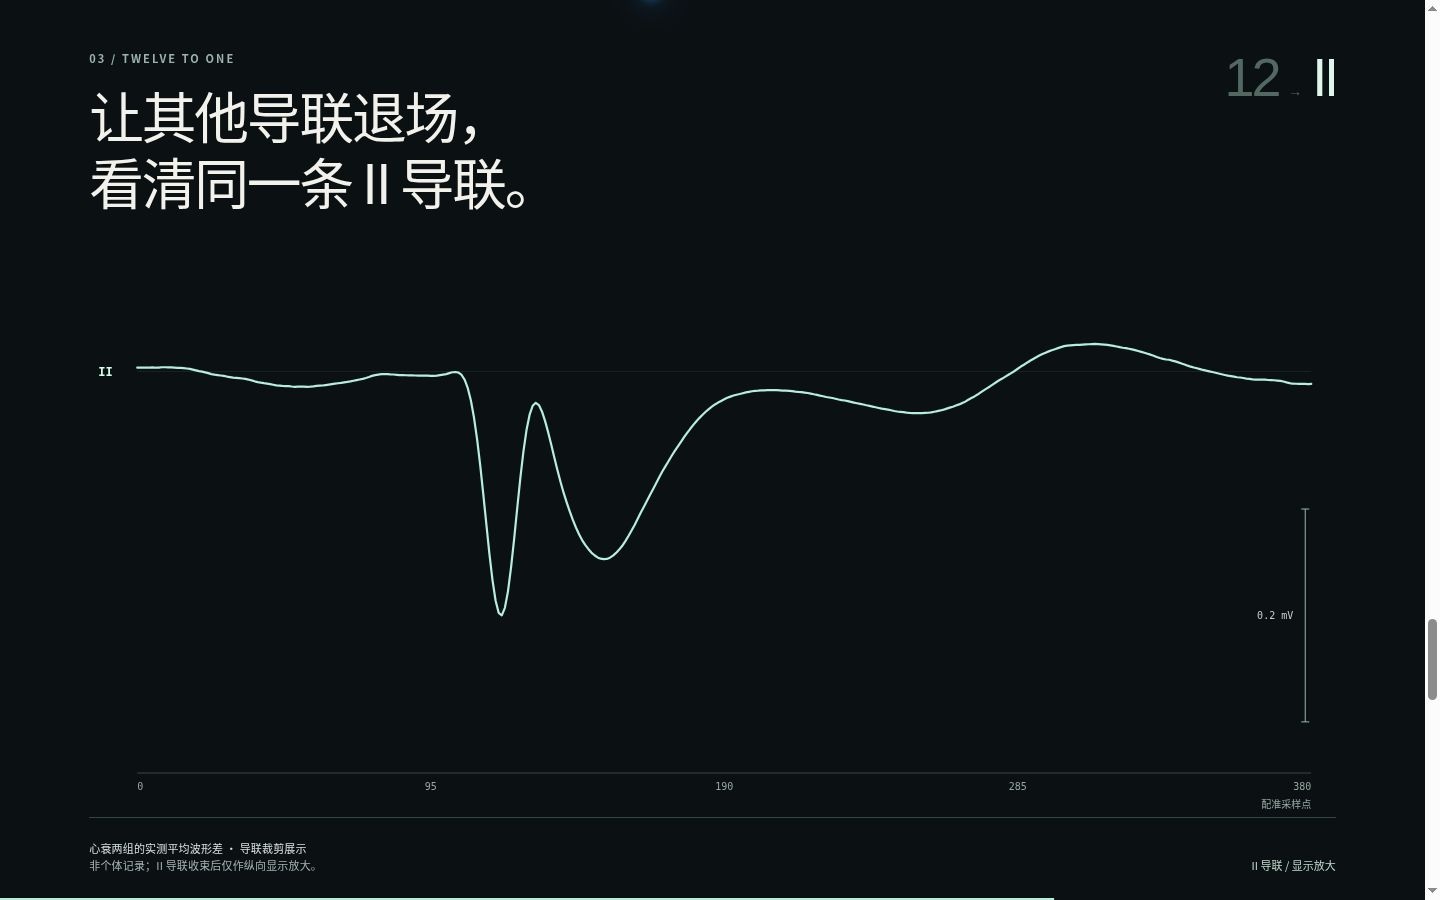 03 / TWELVE TO ONE
12 → II
让其他导联退场，
看清同一条 II 导联。
II
0.2 mV
0 95 190 285 380
配准采样点
心衰两组的实测平均波形差 · 导联裁剪展示
非个体记录；II 导联收束后仅作纵向显示放大。
II 导联 / 显示放大